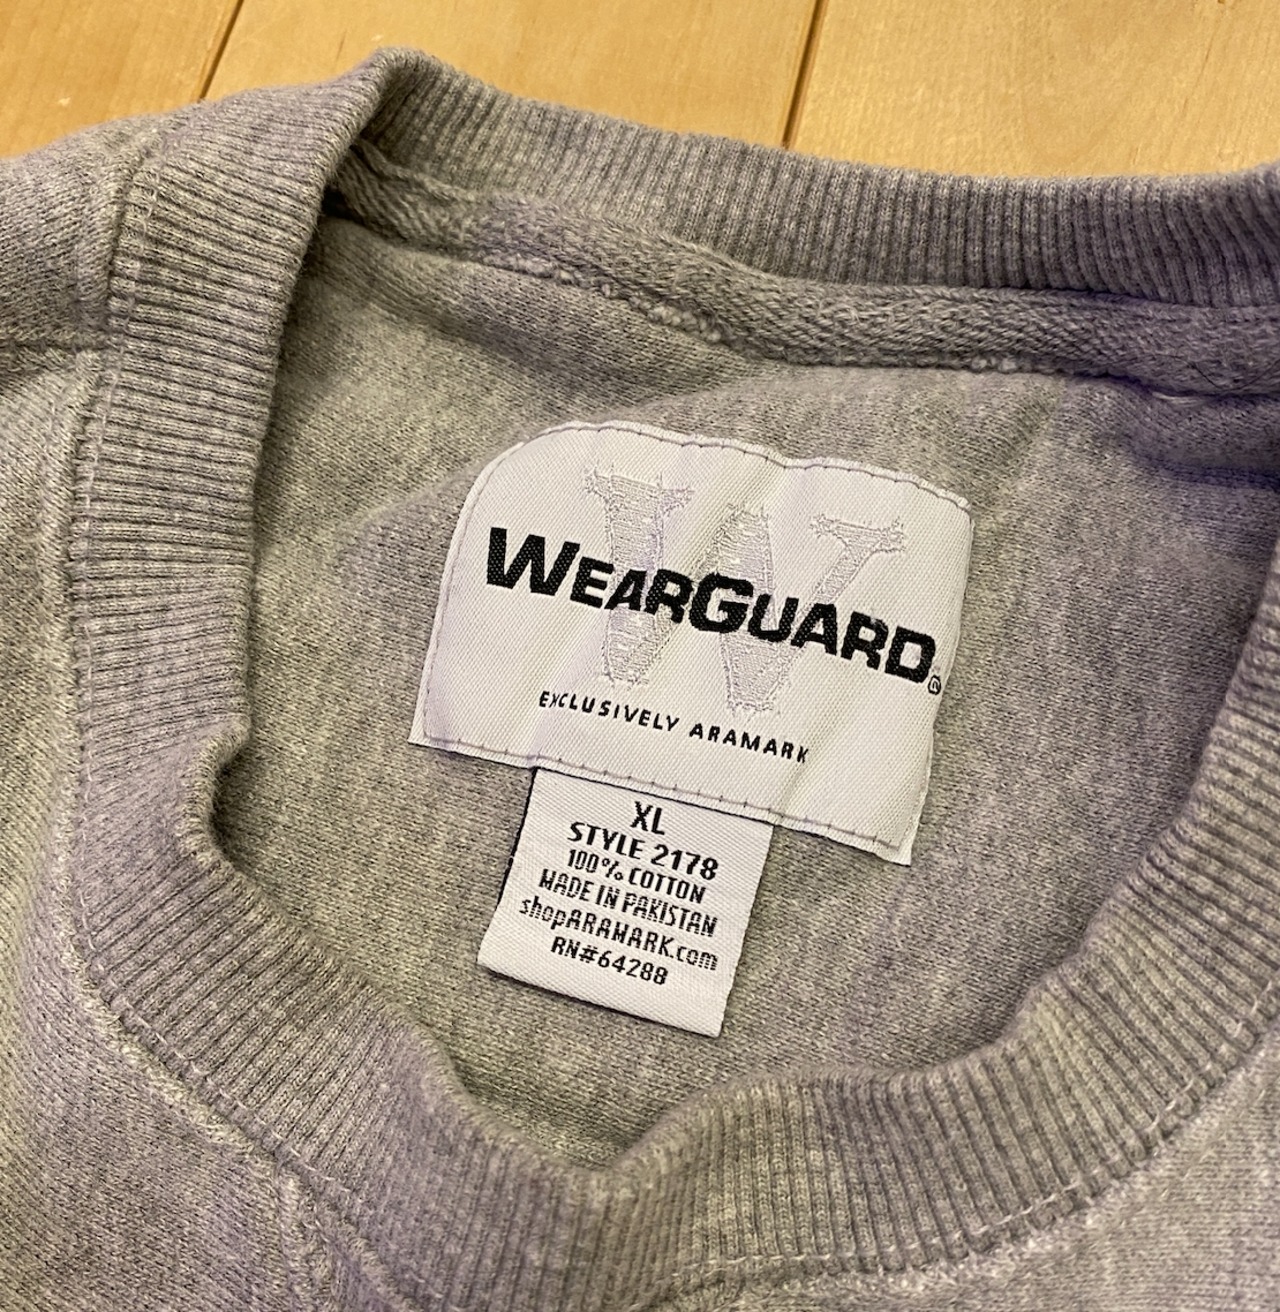 W
WEARGUARD®
EXCLUSIVELY ARAMARK
XL
STYLE 2178
100% COTTON
MADE IN PAKISTAN
shopARAMARK.com
RN#64288